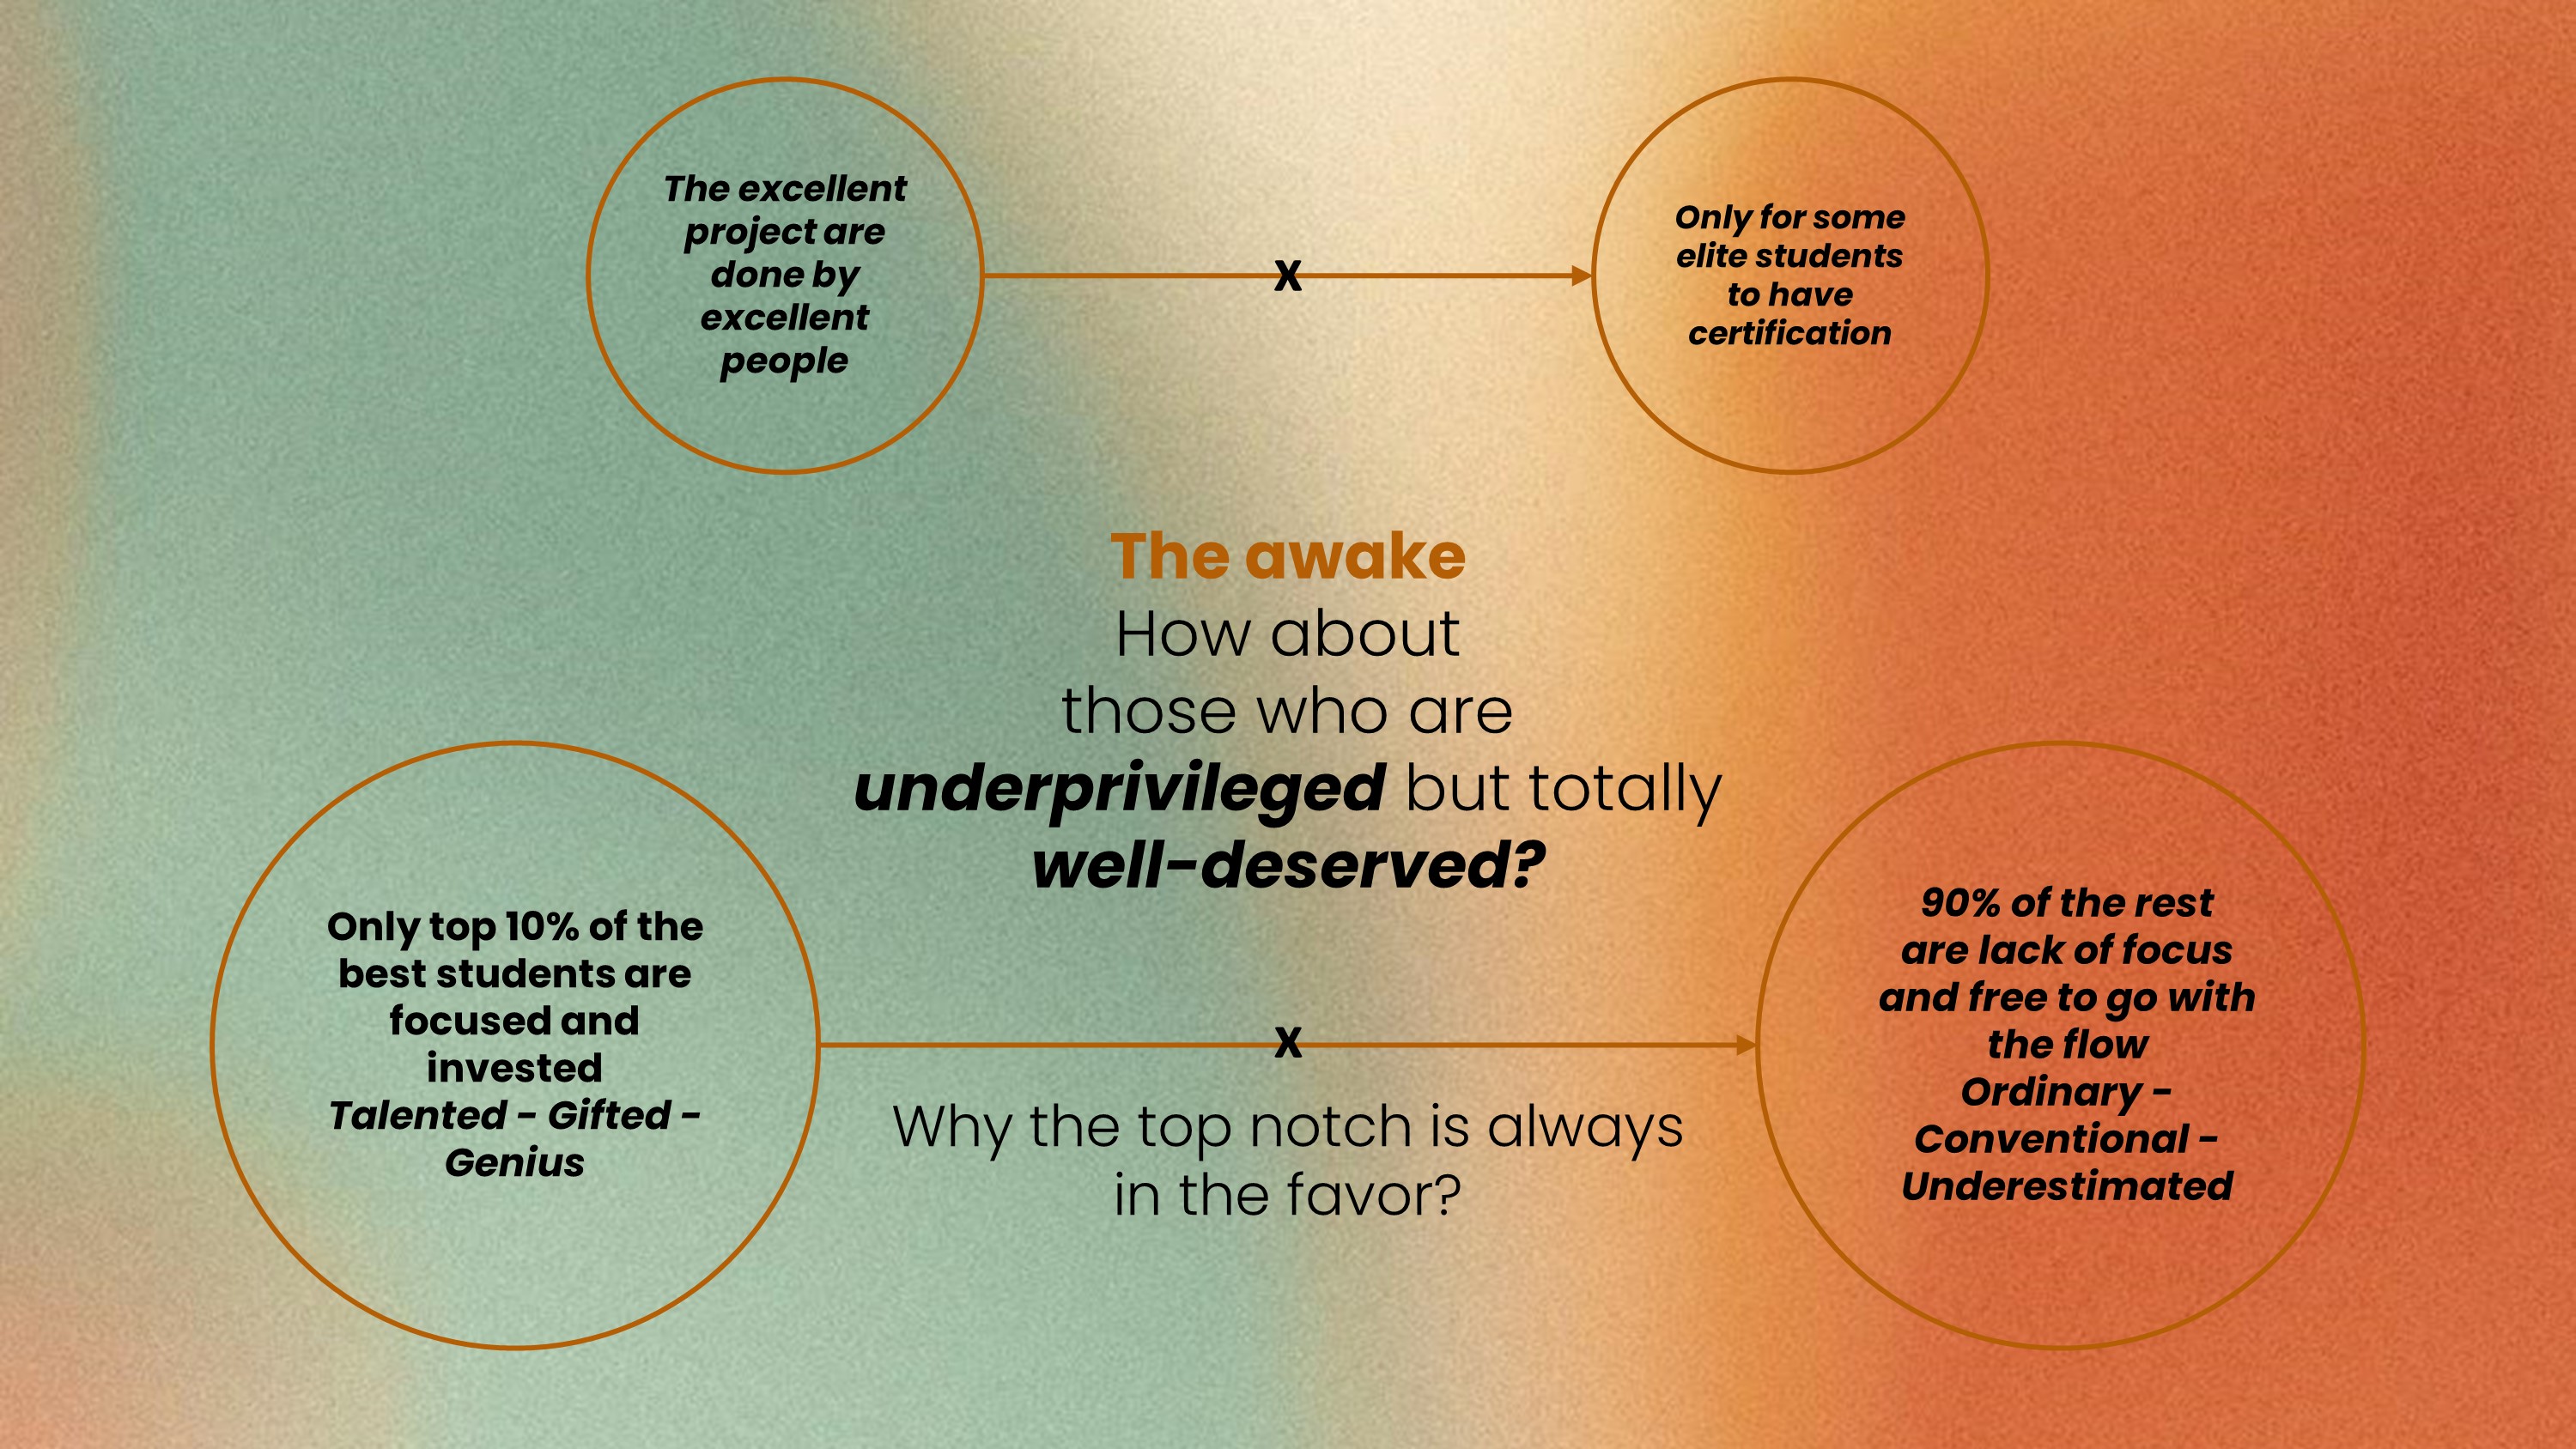 The excellent
project are
done by
excellent
people
X
Only for some
elite students
to have
certification
The awake
How about
those who are
underprivileged but totally
well-deserved?
Only top 10% of the
best students are
focused and
invested
Talented - Gifted -
Genius
X
90% of the rest
are lack of focus
and free to go with
the flow
Ordinary -
Conventional -
Underestimated
Why the top notch is always
in the favor?